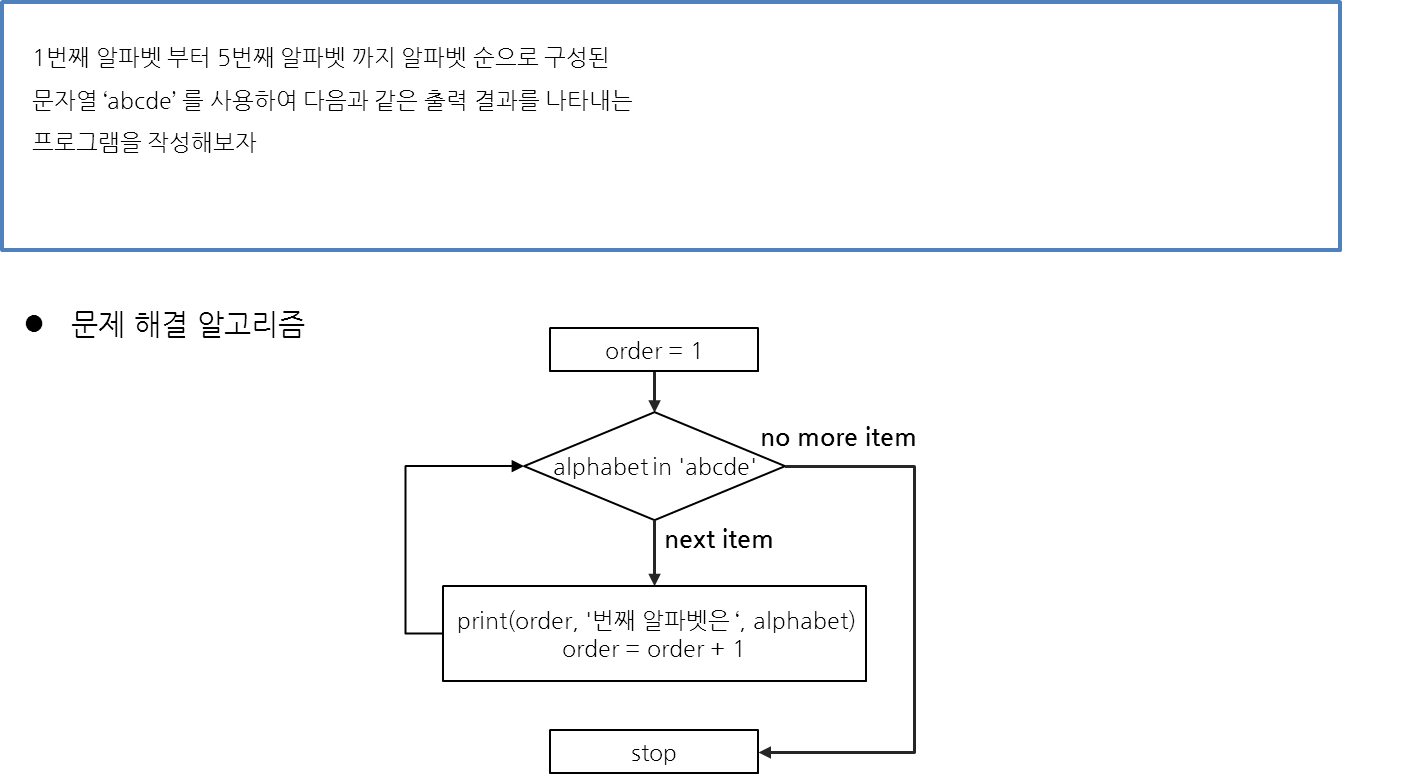 1번째 알파벳 부터 5번째 알파벳 까지 알파벳 순으로 구성된
문자열 ‘abcde’ 를 사용하여 다음과 같은 출력 결과를 나타내는
프로그램을 작성해보자
● 문제 해결 알고리즘
order = 1
no more item
alphabet in 'abcde'
next item
print(order, '번째 알파벳은 ‘, alphabet)
order = order + 1
stop